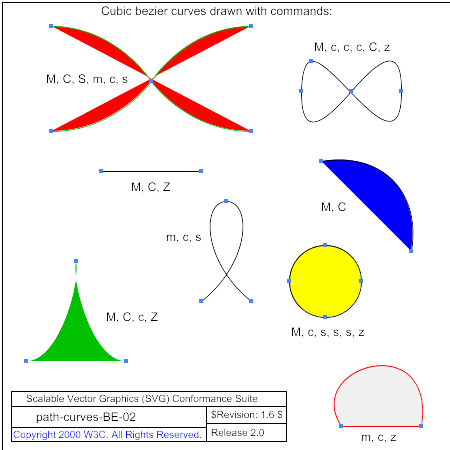 Cubic bezier curves drawn with commands:
M, c, c, c, C, z
M, C, S, m, c, s
M, C, Z
M, C
m, c, s
M, C, c, Z
M, c, s, s, s, z
Scalable Vector Graphics (SVG) Conformance Suite
path-curves-BE-02
$Revision: 1.6 $
Copyright 2000 W3C. All Rights Reserved.
Release 2.0
m, c, z